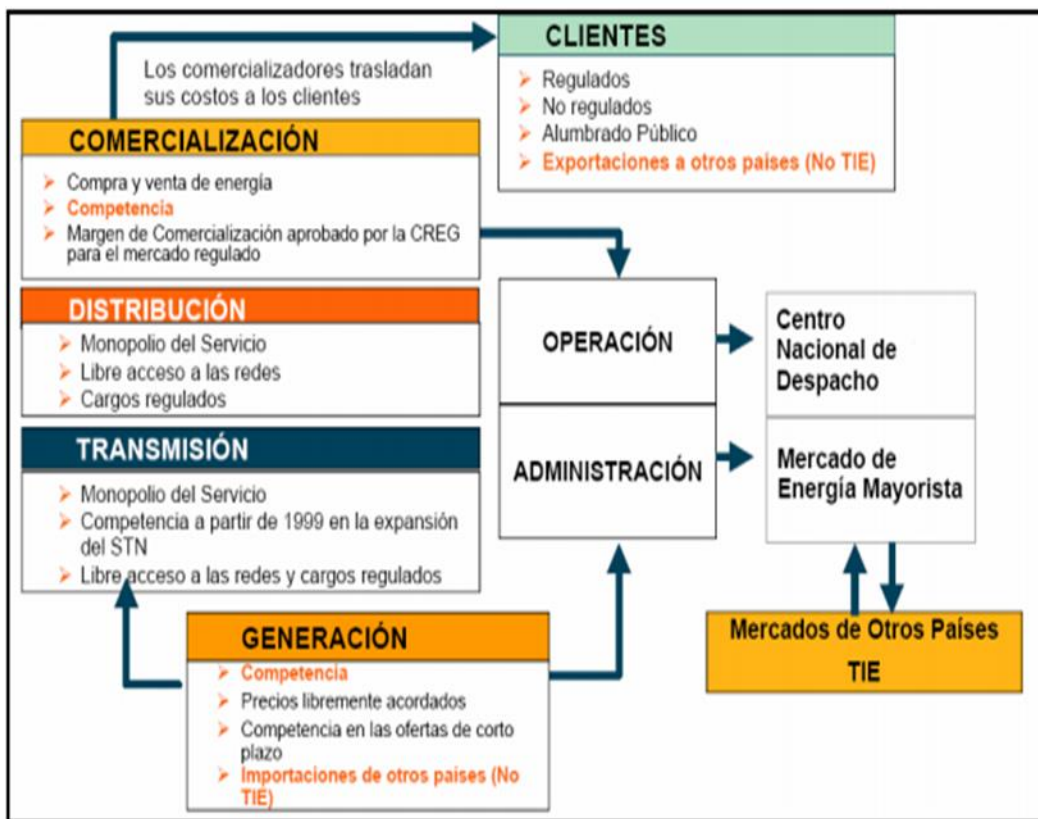 CLIENTES
Regulados
No regulados
Alumbrado Público
Exportaciones a otros países (No TIE)
Los comercializadores trasladan
sus costos a los clientes
COMERCIALIZACIÓN
Compra y venta de energía
Competencia
Margen de Comercialización aprobado por la CREG
para el mercado regulado
DISTRIBUCIÓN
Monopolio del Servicio
Libre acceso a las redes
Cargos regulados
TRANSMISIÓN
Monopolio del Servicio
Competencia a partir de 1999 en la expansión
del STN
Libre acceso a las redes y cargos regulados
GENERACIÓN
Competencia
Precios libremente acordados
Competencia en las ofertas de corto
plazo
Importaciones de otros países (No
TIE)
OPERACIÓN
ADMINISTRACIÓN
Centro
Nacional de
Despacho
Mercado de
Energía Mayorista
Mercados de Otros Países
TIE